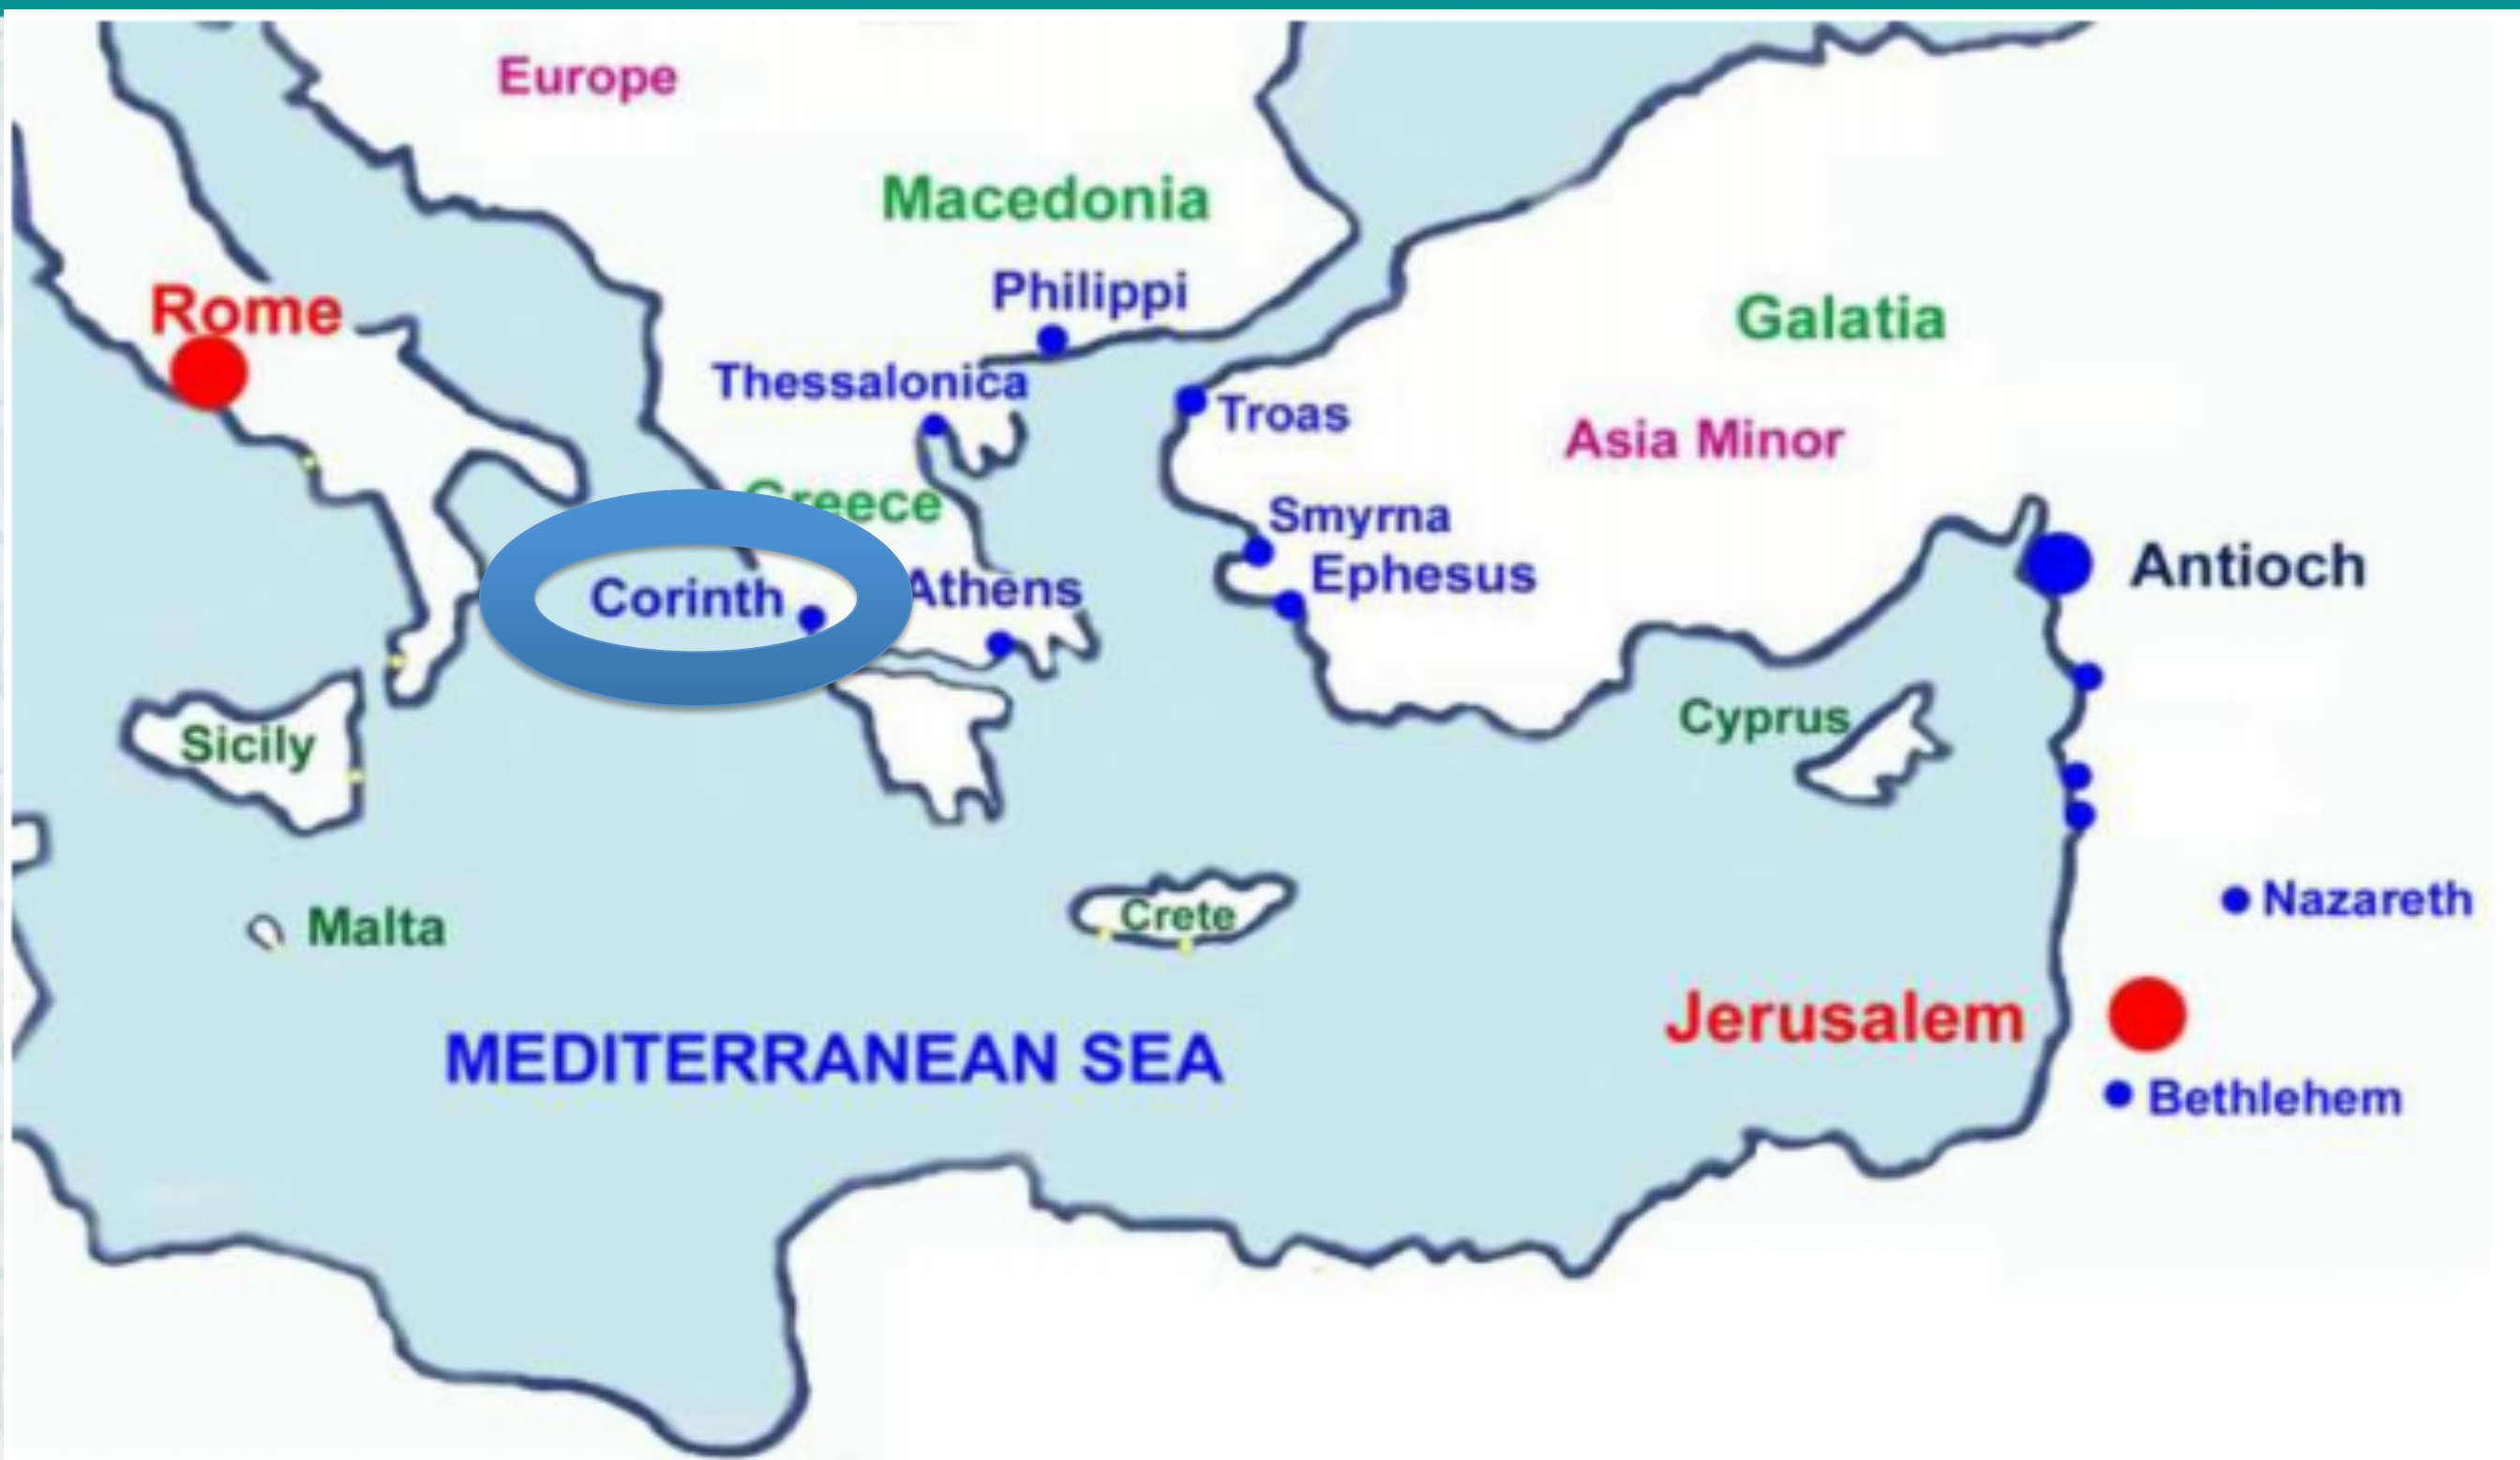 Europe
Macedonia
Philippi
Rome
Galatia
Thessalonica
Troas
Asia Minor
Greece
Smyrna
Antioch
Ephesus
Corinth
Athens
Sicily
Cyprus
Nazareth
Crete
Malta
Jerusalem
MEDITERRANEAN SEA
Bethlehem